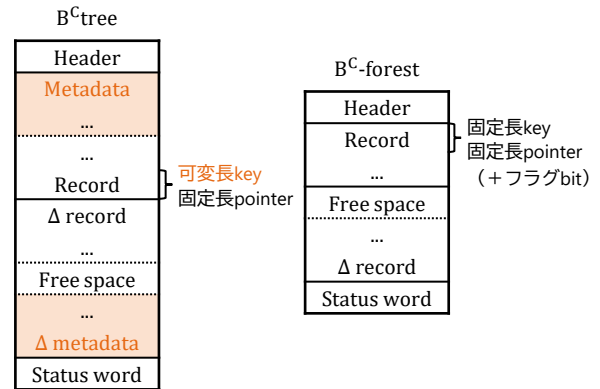 B^C tree
Header
Metadata
...
...
Record
Δ record
...
Free space
...
Δ metadata
Status word
可変長key
固定長pointer
B^C-forest
Header
Record
...
Free space
...
Δ record
Status word
固定長key
固定長pointer
（＋フラグbit）